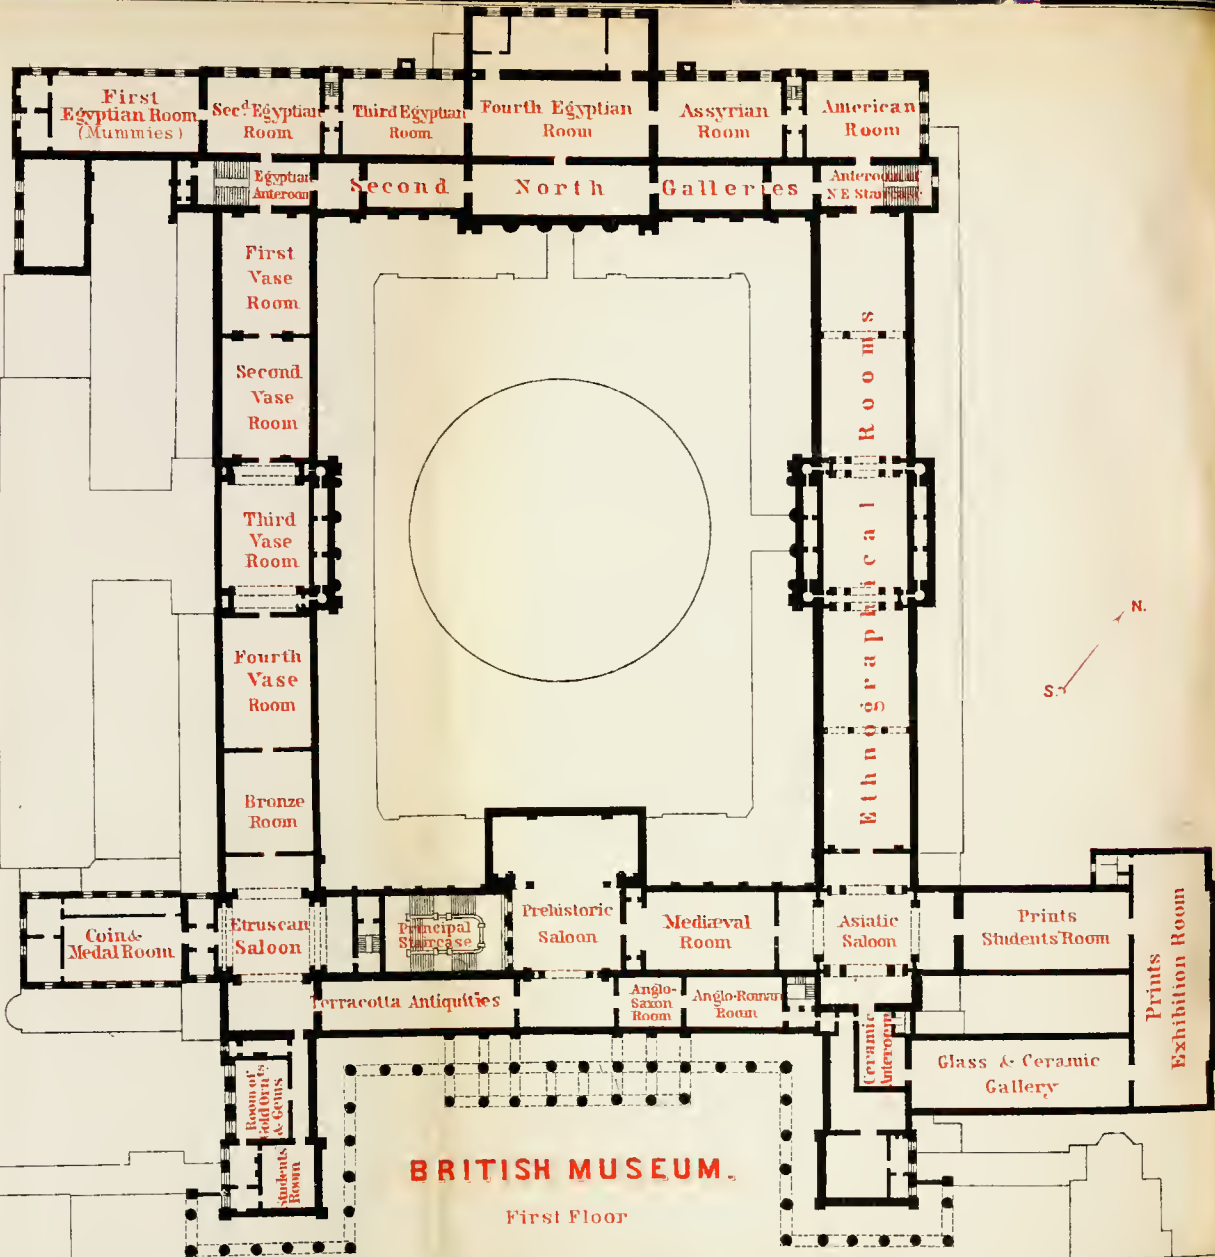 First
Egyptian Room
(Mummies)
Sec.d Egyptian
Room
Third Egyptian
Room
Fourth Egyptian
Room
Assyrian
Room
American
Room
Egyptian
Anteroom
Second North Galleries
Anteroom of
N E Staircase
First
Vase
Room
Second
Vase
Room
Third
Vase
Room
Fourth
Vase
Room
Bronze
Room
Ethnographical Rooms
N.
S.
Coin &
Medal Room
Etruscan
Saloon
Principal
Staircase
Prehistoric
Saloon
Mediæval
Room
Asiatic
Saloon
Prints
Students' Room
Prints
Exhibition Room
Terracotta Antiquities
Anglo-
Saxon
Room
Anglo-Roman
Room
Ceramic
Anteroom
Glass & Ceramic
Gallery
Room of
Gold Orn.ts
& Gems
Students
Room
BRITISH MUSEUM.
First Floor